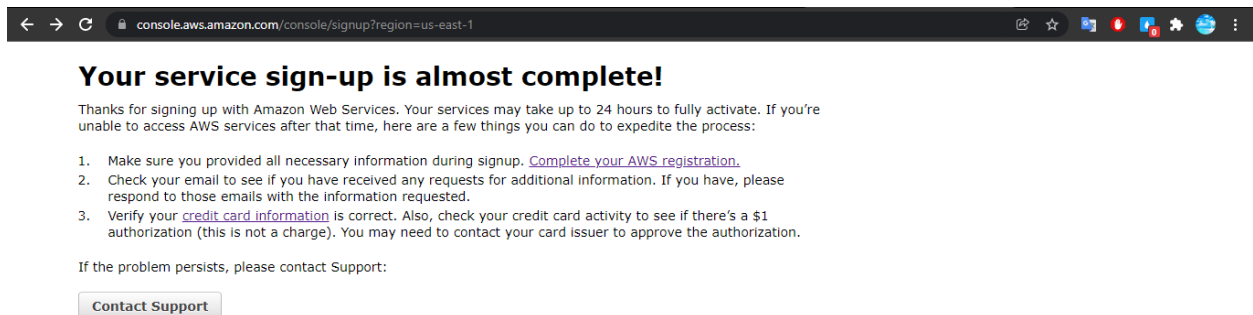 console.aws.amazon.com/console/signup?region=us-east-1
0
Your service sign-up is almost complete!
Thanks for signing up with Amazon Web Services. Your services may take up to 24 hours to fully activate. If you're
unable to access AWS services after that time, here are a few things you can do to expedite the process:
1. Make sure you provided all necessary information during signup. Complete your AWS registration.
2. Check your email to see if you have received any requests for additional information. If you have, please
respond to those emails with the information requested.
3. Verify your credit card information is correct. Also, check your credit card activity to see if there's a $1
authorization (this is not a charge). You may need to contact your card issuer to approve the authorization.
If the problem persists, please contact Support:
Contact Support